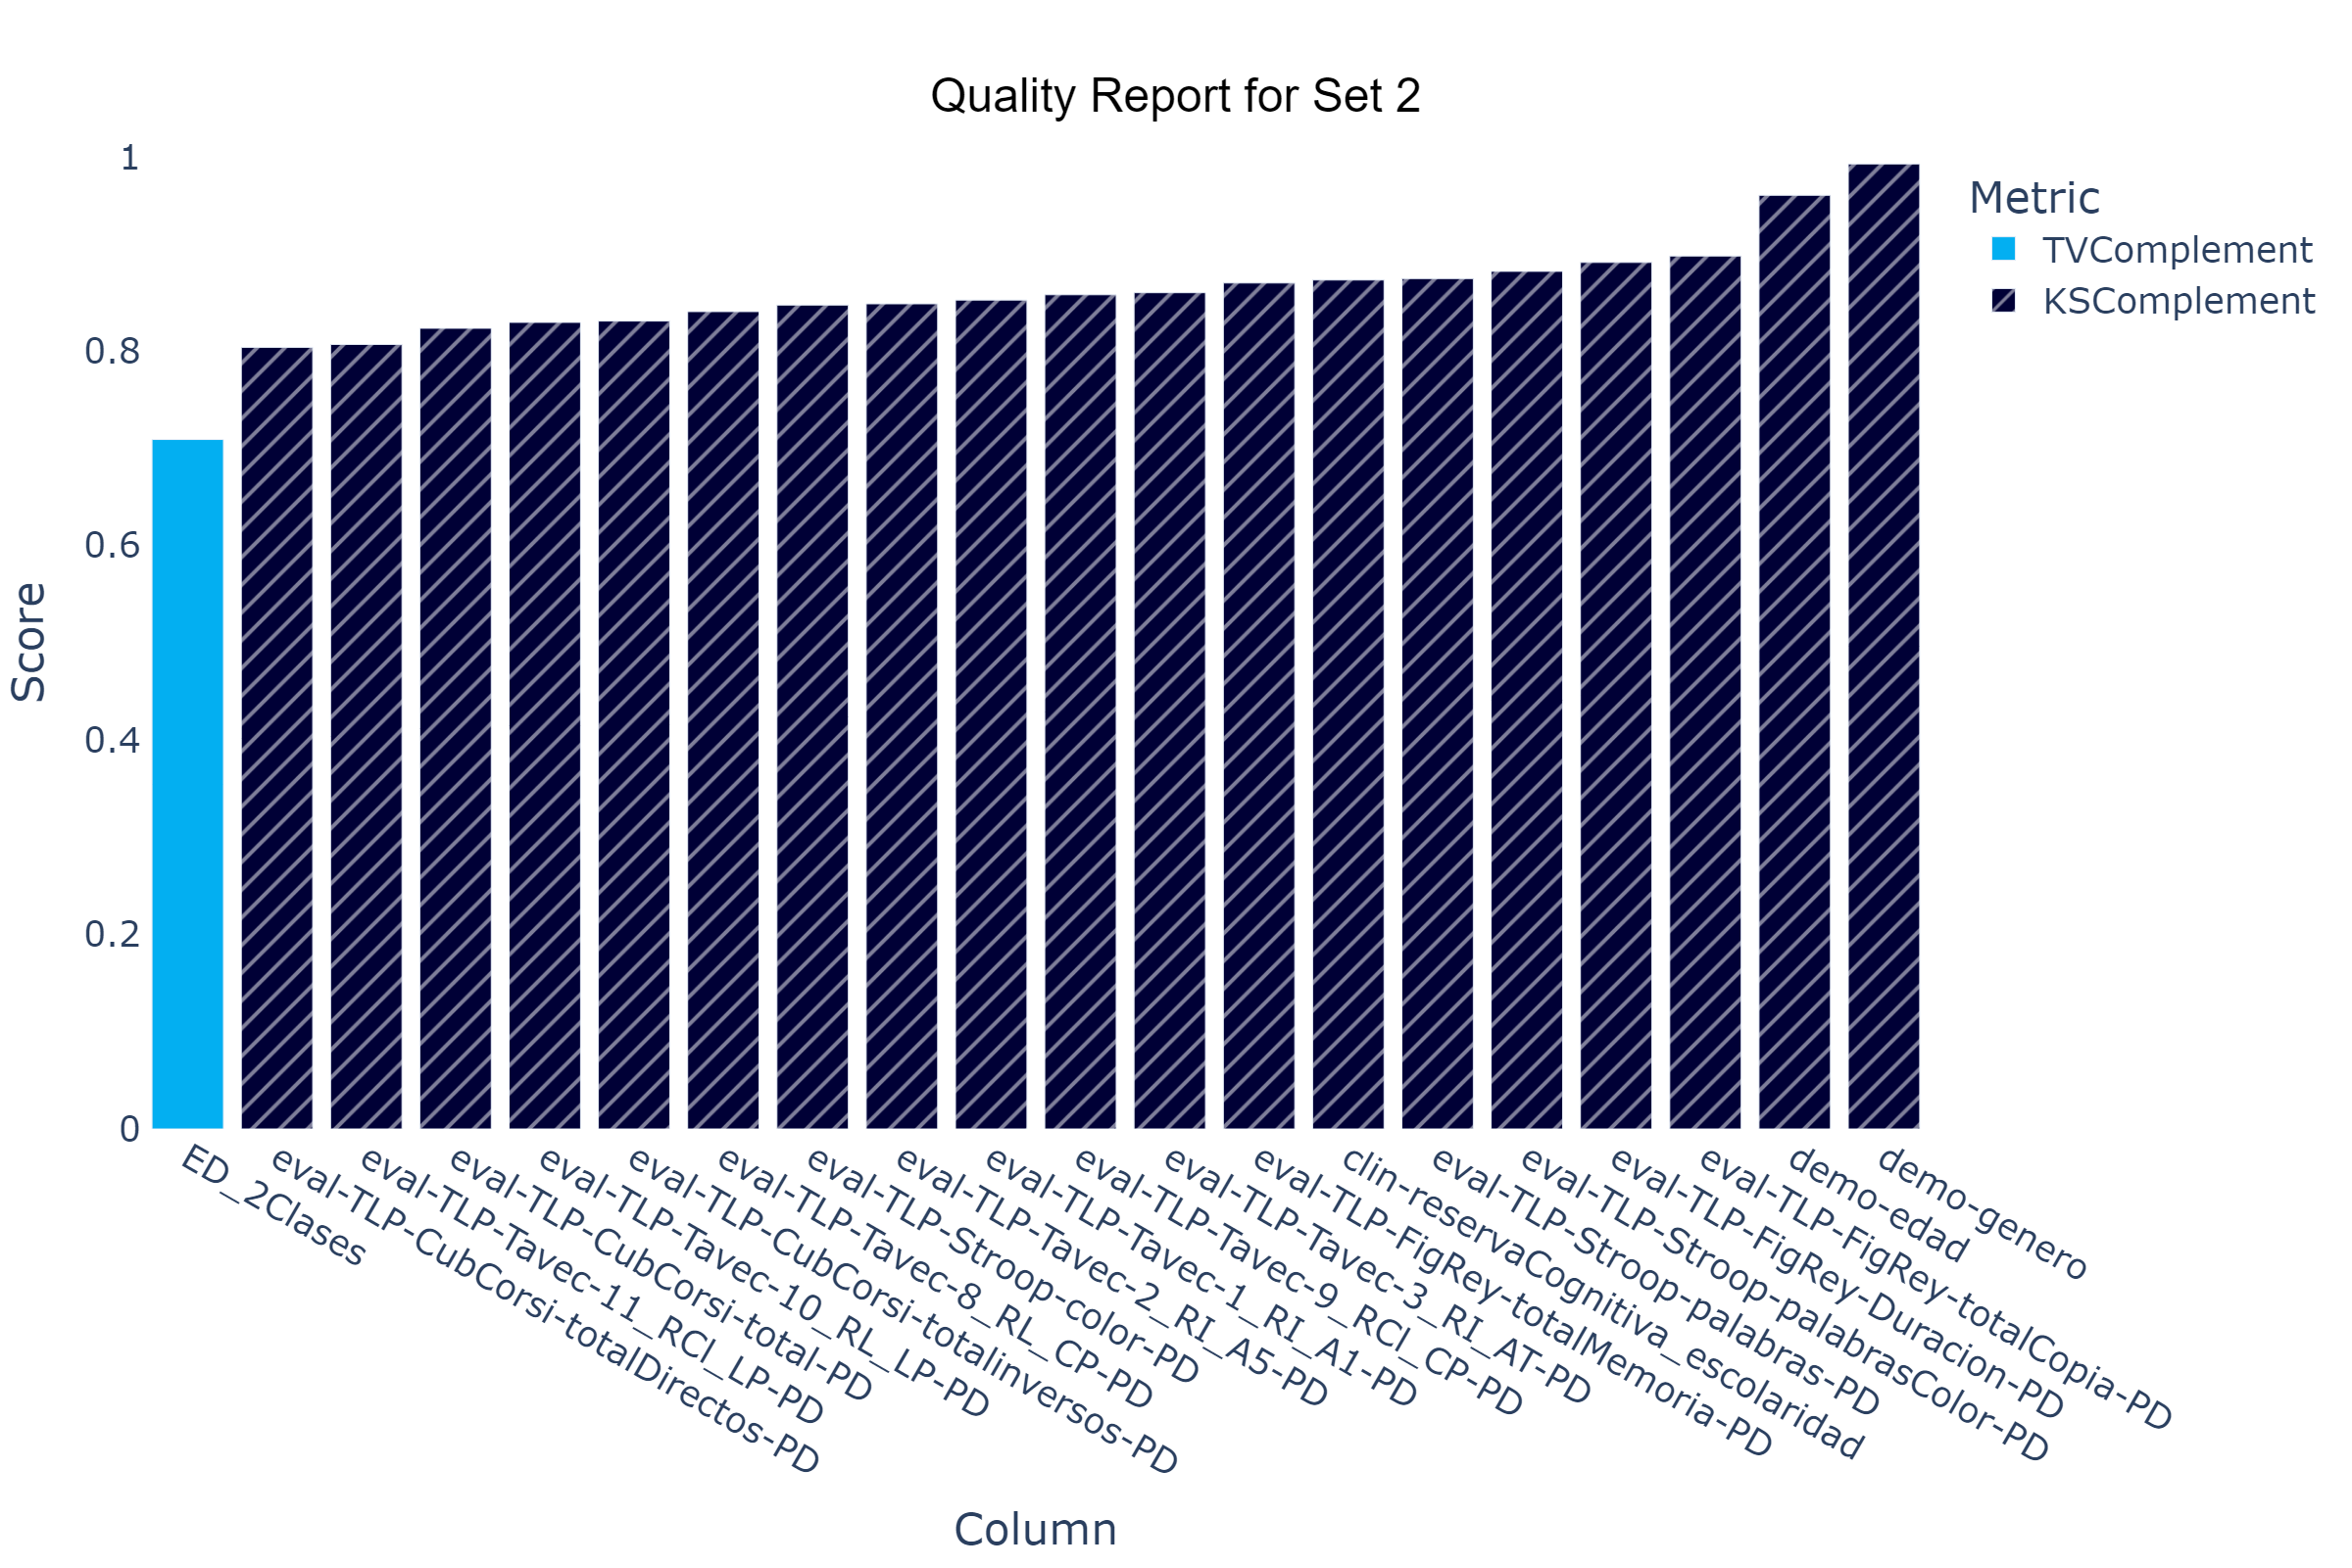 Quality Report for Set 2
Metric
TVComplement
KSComplement
1
0.8
0.6
0.4
0.2
0
Score
ED_2Clases
eval-TLP-CubCorsi-totalDirectos-PD
eval-TLP-Tavec-11_RCl_LP-PD
eval-TLP-CubCorsi-total-PD
eval-TLP-Tavec-10_RL_LP-PD
eval-TLP-CubCorsi-totalinversos-PD
eval-TLP-Tavec-8_RL_CP-PD
eval-TLP-Stroop-color-PD
eval-TLP-Tavec-2_RI_A5-PD
eval-TLP-Tavec-1_RI_A1-PD
eval-TLP-Tavec-9_RCl_CP-PD
eval-TLP-Tavec-3_RI_AT-PD
eval-TLP-FigRey-totalMemoria-PD
clin-reservaCognitiva_escolaridad
eval-TLP-Stroop-palabras-PD
eval-TLP-Stroop-palabrasColor-PD
eval-TLP-FigRey-Duracion-PD
eval-TLP-FigRey-totalCopia-PD
demo-edad
demo-genero
Column